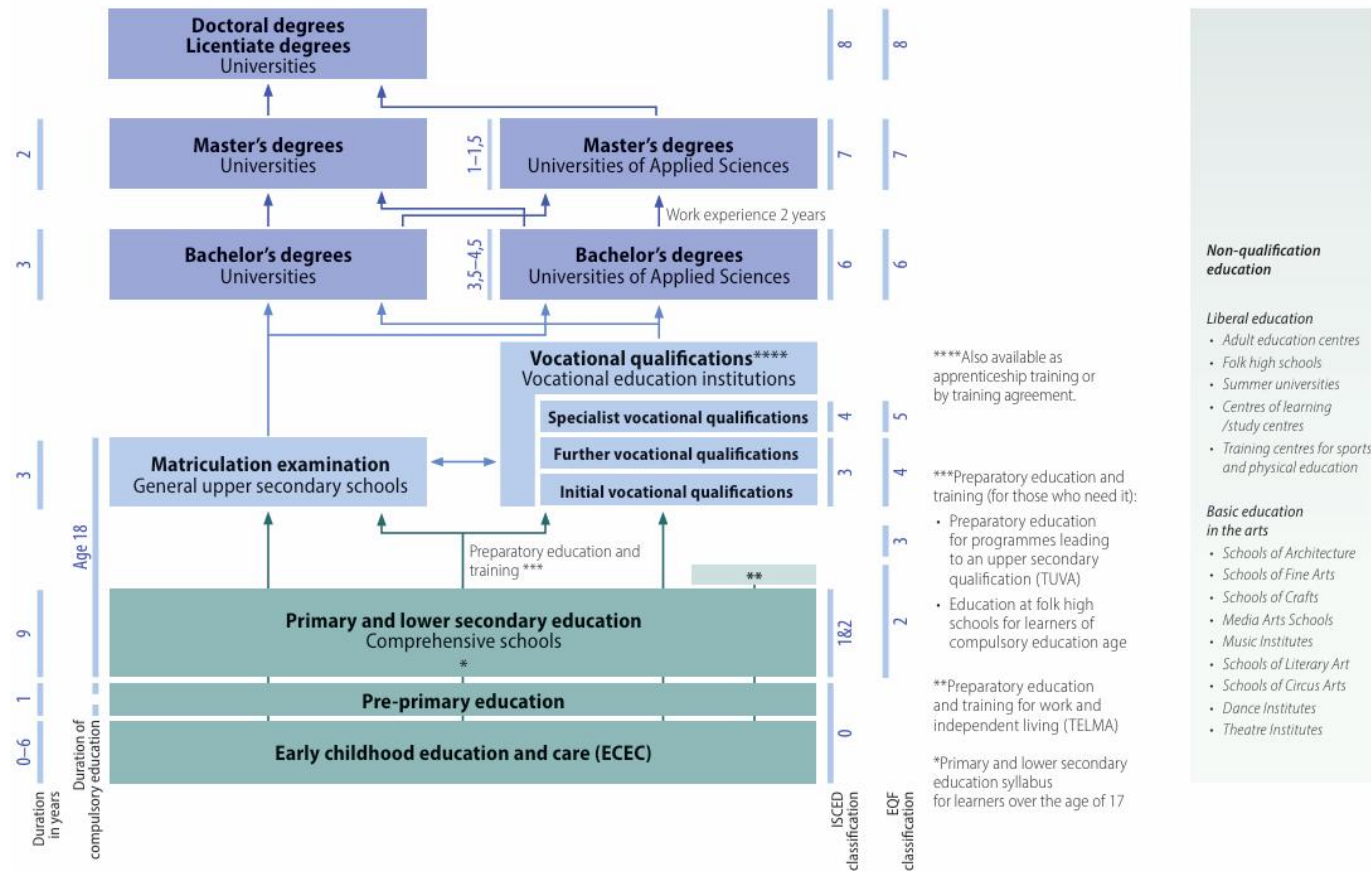 Doctoral degrees
Licentiate degrees
Universities
8
8
2
Master's degrees
Universities
1–1,5
Master's degrees
Universities of Applied Sciences
7
7
Work experience 2 years
3
Bachelor's degrees
Universities
3,5–4,5
Bachelor's degrees
Universities of Applied Sciences
6
6
Vocational qualifications****
Vocational education institutions
Specialist vocational qualifications
4
5
Further vocational qualifications
Initial vocational qualifications
3
4
3
Matriculation examination
General upper secondary schools
Age 18
Preparatory education and
training ***
3
**
9
Primary and lower secondary education
Comprehensive schools
*
1&2
2
1
Pre-primary education
0–6
Early childhood education and care (ECEC)
0
Duration
in years
Duration of
compulsory education
ISCED
classification
EQF
classification
****Also available as
apprenticeship training or
by training agreement.
***Preparatory education and
training (for those who need it):
• Preparatory education
for programmes leading
to an upper secondary
qualification (TUVA)
• Education at folk high
schools for learners of
compulsory education age
**Preparatory education
and training for work and
independent living (TELMA)
*Primary and lower secondary
education syllabus
for learners over the age of 17
Non-qualification
education
Liberal education
• Adult education centres
• Folk high schools
• Summer universities
• Centres of learning
/study centres
• Training centres for sports
and physical education
Basic education
in the arts
• Schools of Architecture
• Schools of Fine Arts
• Schools of Crafts
• Media Arts Schools
• Music Institutes
• Schools of Literary Art
• Schools of Circus Arts
• Dance Institutes
• Theatre Institutes